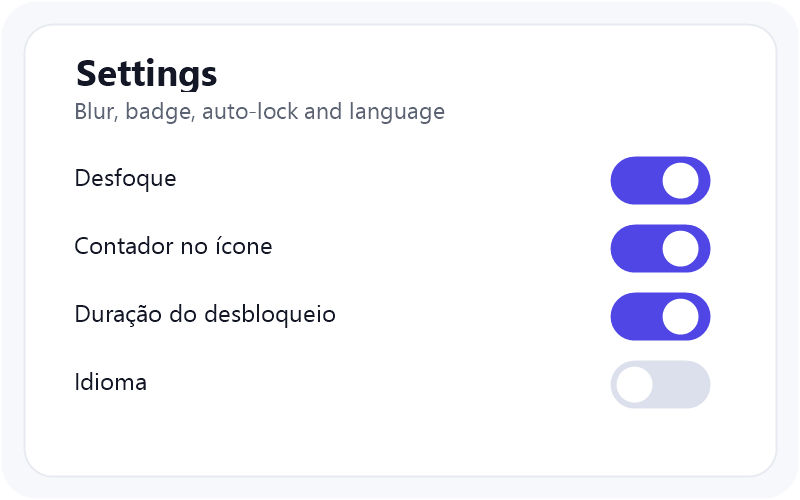 Settings
Blur, badge, auto-lock and language
Desfoque
Contador no ícone
Duração do desbloqueio
Idioma